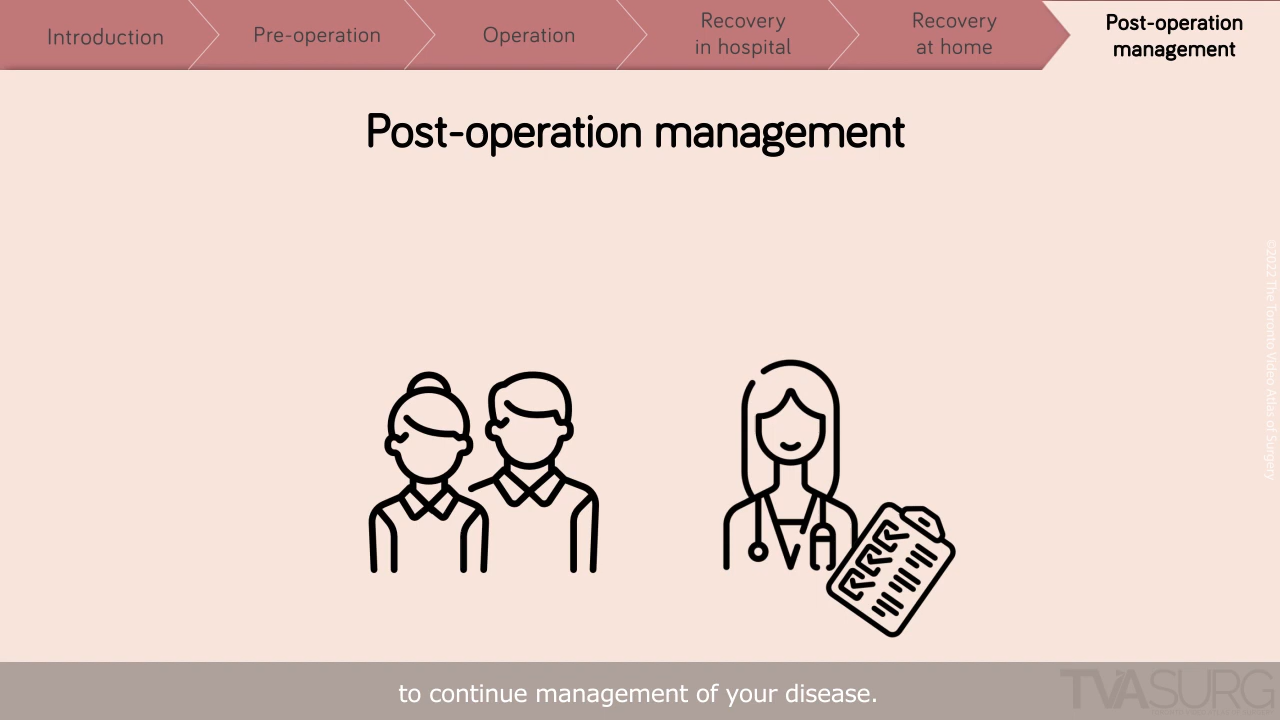 Introduction
Pre-operation
Operation
Recovery
in hospital
Recovery
at home
Post-operation
management
Post-operation management
©2022 The Toronto Video Atlas of Surgery
to continue management of your disease.
TVASURG